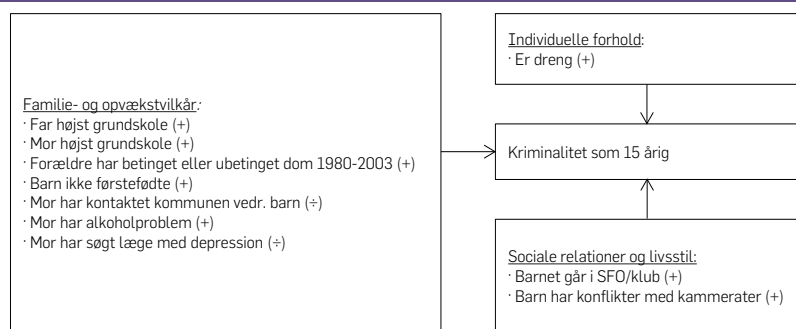 Familie- og opvækstvilkår:
· Far højst grundskole (+)
· Mor højst grundskole (+)
· Forældre har betinget eller ubetinget dom 1980-2003 (+)
· Barn ikke førstefødte (+)
· Mor har kontaktet kommunen vedr. barn (÷)
· Mor har alkoholproblem (+)
· Mor har søgt læge med depression (÷)
Individuelle forhold:
· Er dreng (+)
Kriminalitet som 15 årig
Sociale relationer og livsstil:
· Barnet går i SFO/klub (+)
· Barn har konflikter med kammerater (+)